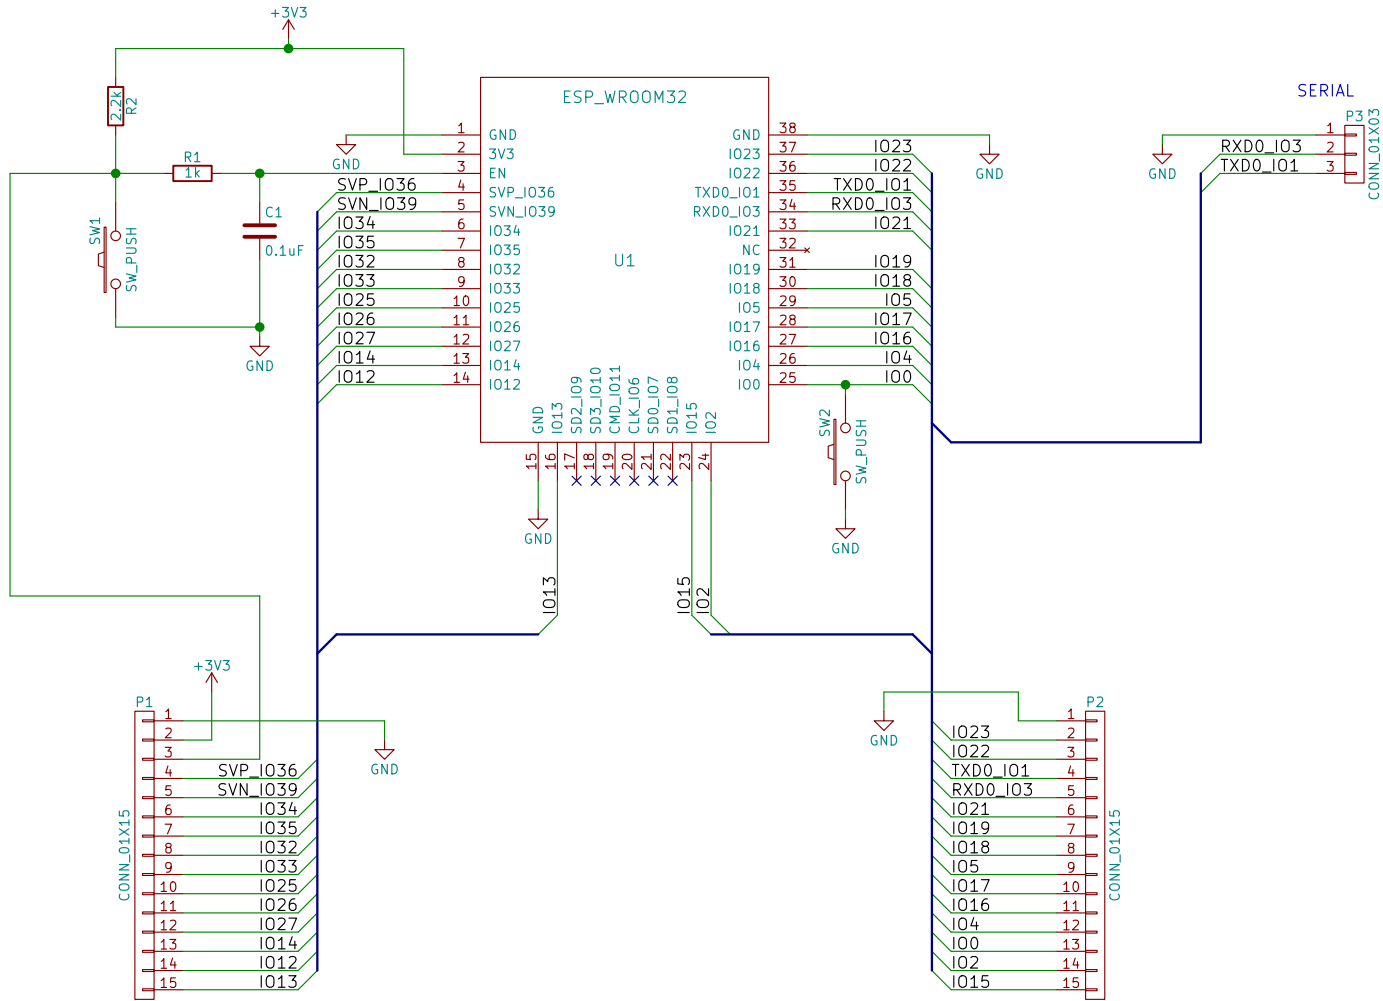 +3V3
2.2k
R2
R1
1k
C1
0.1uF
SW1
SW_PUSH
GND
GND
ESP_WROOM32
U1
1 GND
2 3V3
3 EN
SVP_IO36 4 SVP_IO36
SVN_IO39 5 SVN_IO39
IO34 6 IO34
IO35 7 IO35
IO32 8 IO32
IO33 9 IO33
IO25 10 IO25
IO26 11 IO26
IO27 12 IO27
IO14 13 IO14
IO12 14 IO12
GND 38
IO23 37 IO23
IO22 36 IO22
TXD0_IO1 35 TXD0_IO1
RXD0_IO3 34 RXD0_IO3
IO21 33 IO21
NC 32
IO19 31 IO19
IO18 30 IO18
IO5 29 IO5
IO17 28 IO17
IO16 27 IO16
IO4 26 IO4
IO0 25 IO0
GND 15
IO13 16 IO13
SD2_IO9 17
SD3_IO10 18
CMD_IO11 19
CLK_IO6 20
SD0_IO7 21
SD1_IO8 22
IO15 23 IO15
IO2 24 IO2
GND
GND
SW2
SW_PUSH
GND
SERIAL
P3
CONN_01X03
1
RXD0_IO3 2
TXD0_IO1 3
GND
+3V3
P1
CONN_01X15
1
2
3
4 SVP_IO36
5 SVN_IO39
6 IO34
7 IO35
8 IO32
9 IO33
10 IO25
11 IO26
12 IO27
13 IO14
14 IO12
15 IO13
GND
GND
P2
CONN_01X15
1
IO23 2
IO22 3
TXD0_IO1 4
RXD0_IO3 5
IO21 6
IO19 7
IO18 8
IO5 9
IO17 10
IO16 11
IO4 12
IO0 13
IO2 14
IO15 15